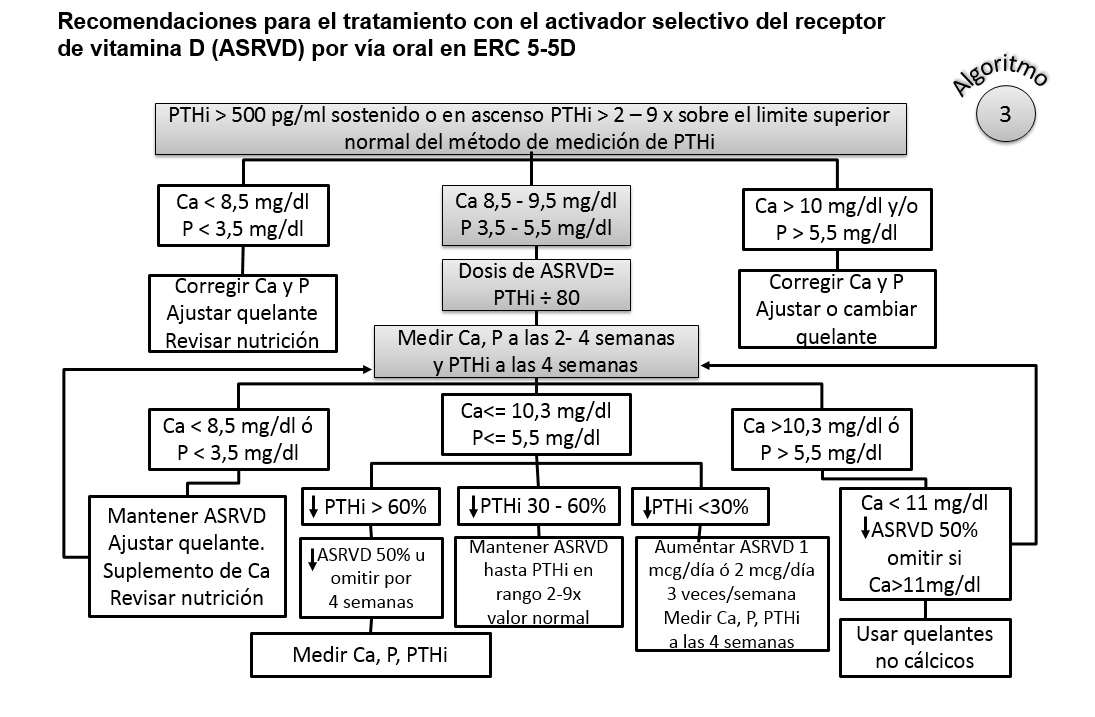 Recomendaciones para el tratamiento con el activador selectivo del receptor
de vitamina D (ASRVD) por vía oral en ERC 5-5D
Algoritmo
3
PTHi > 500 pg/ml sostenido o en ascenso PTHi > 2 – 9 x sobre el limite superior
normal del método de medición de PTHi
Ca < 8,5 mg/dl
P < 3,5 mg/dl
Ca 8,5 - 9,5 mg/dl
P 3,5 - 5,5 mg/dl
Ca > 10 mg/dl y/o
P > 5,5 mg/dl
Corregir Ca y P
Ajustar quelante
Revisar nutrición
Dosis de ASRVD=
PTHi ÷ 80
Corregir Ca y P
Ajustar o cambiar
quelante
Medir Ca, P a las 2- 4 semanas
y PTHi a las 4 semanas
Ca < 8,5 mg/dl ó
P < 3,5 mg/dl
Ca<= 10,3 mg/dl
P<= 5,5 mg/dl
Ca >10,3 mg/dl ó
P > 5,5 mg/dl
Mantener ASRVD
Ajustar quelante.
Suplemento de Ca
Revisar nutrición
↓ PTHi > 60%
↓PTHi 30 - 60%
↓PTHi <30%
Ca < 11 mg/dl
↓ASRVD 50%
omitir si
Ca>11mg/dl
↓ASRVD 50% u
omitir por
4 semanas
Mantener ASRVD
hasta PTHi en
rango 2-9x
valor normal
Aumentar ASRVD 1
mcg/día ó 2 mcg/día
3 veces/semana
Medir Ca, P, PTHi
a las 4 semanas
Medir Ca, P, PTHi
Usar quelantes
no cálcicos